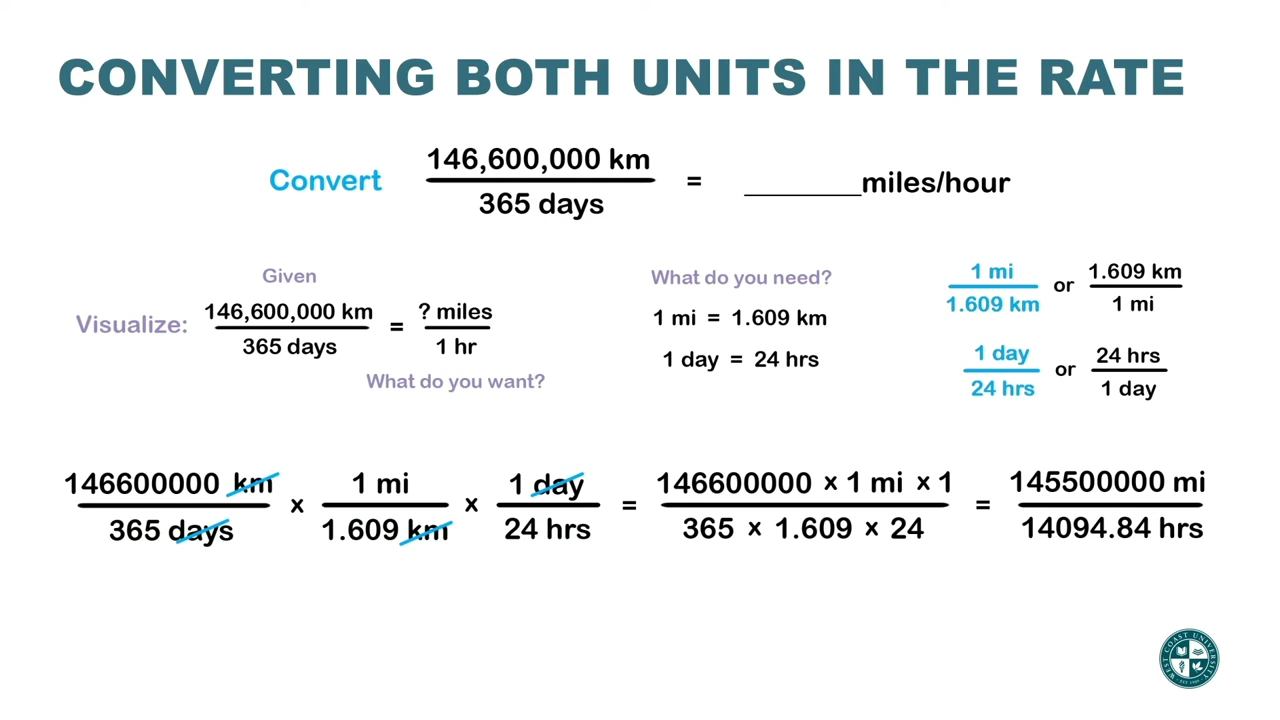 CONVERTING BOTH UNITS IN THE RATE
Convert 146,600,000 km / 365 days = ________miles/hour
Given
Visualize: 146,600,000 km / 365 days = ? miles / 1 hr
What do you want?
What do you need?
1 mi = 1.609 km
1 day = 24 hrs
1 mi / 1.609 km or 1.609 km / 1 mi
1 day / 24 hrs or 24 hrs / 1 day
146600000 km / 365 days × 1 mi / 1.609 km × 1 day / 24 hrs = 146600000 × 1 mi × 1 / 365 × 1.609 × 24 = 145500000 mi / 14094.84 hrs
WEST COAST UNIVERSITY